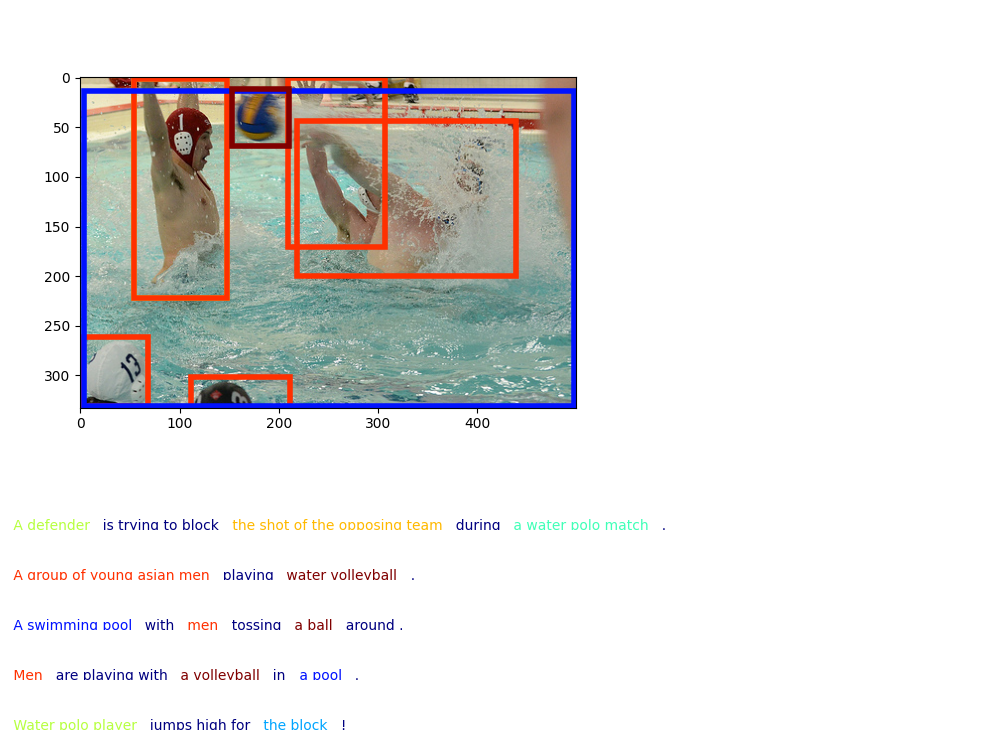 0
50
100
150
200
250
300
0 100 200 300 400
1
13
A defender is trying to block the shot of the opposing team during a water polo match .
A group of young asian men playing water volleyball .
A swimming pool with men tossing a ball around .
Men are playing with a volleyball in a pool .
Water polo player jumps high for the block !